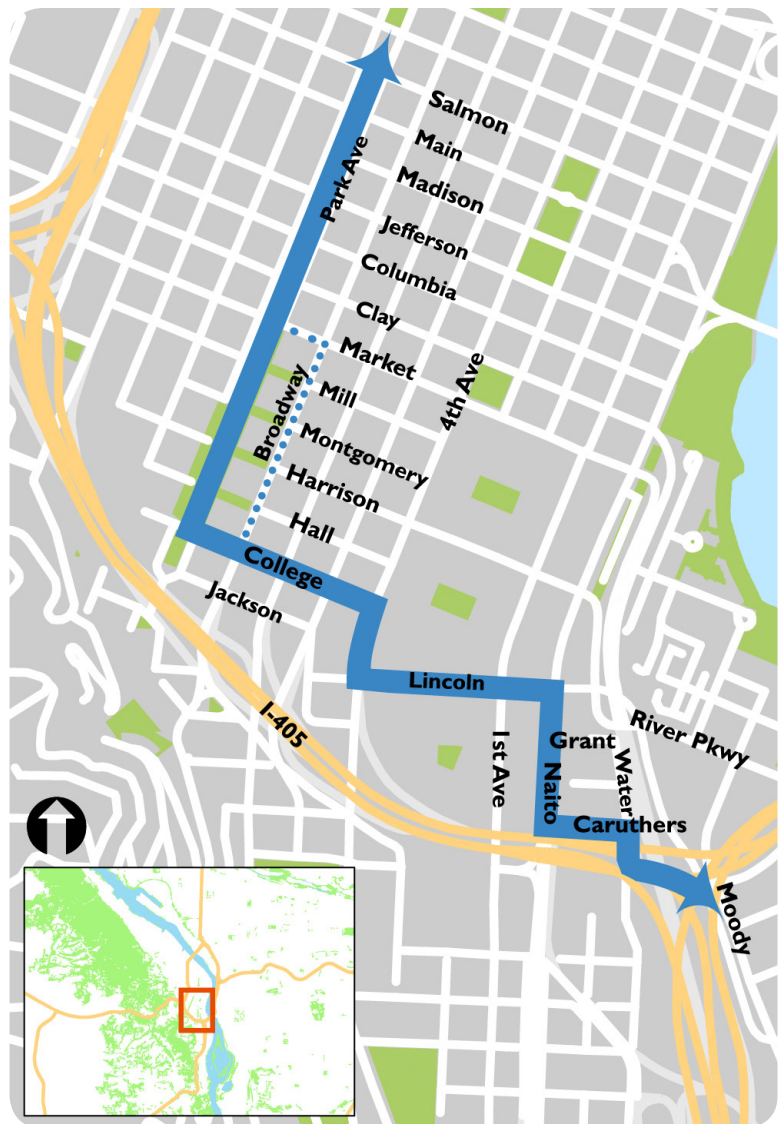 Salmon
Main
Park Ave
Madison
Jefferson
Columbia
Clay
Market
4th Ave
Broadway
Mill
Montgomery
Harrison
Hall
College
Jackson
Lincoln
I-405
River Pkwy
1st Ave
Grant
Water
Naito
Caruthers
Moody